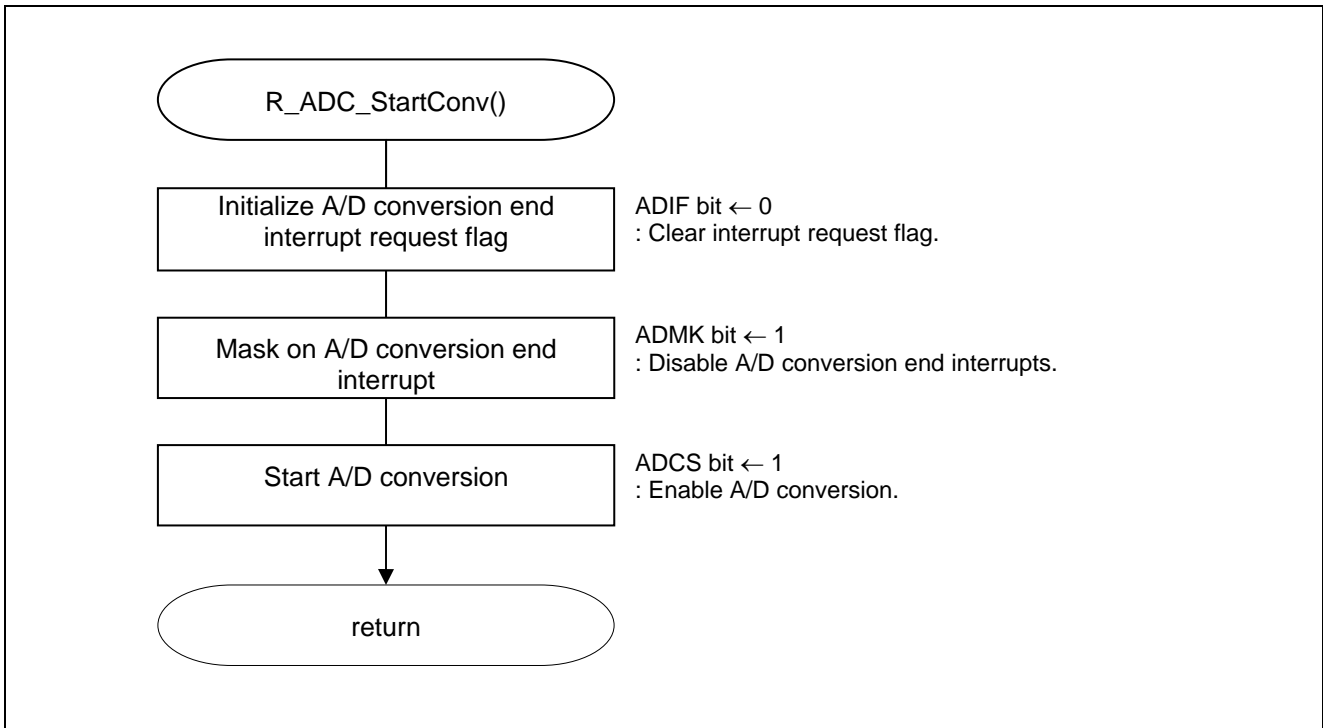 R_ADC_StartConv()
Initialize A/D conversion end
interrupt request flag
ADIF bit ← 0
: Clear interrupt request flag.
Mask on A/D conversion end
interrupt
ADMK bit ← 1
: Disable A/D conversion end interrupts.
Start A/D conversion
ADCS bit ← 1
: Enable A/D conversion.
return